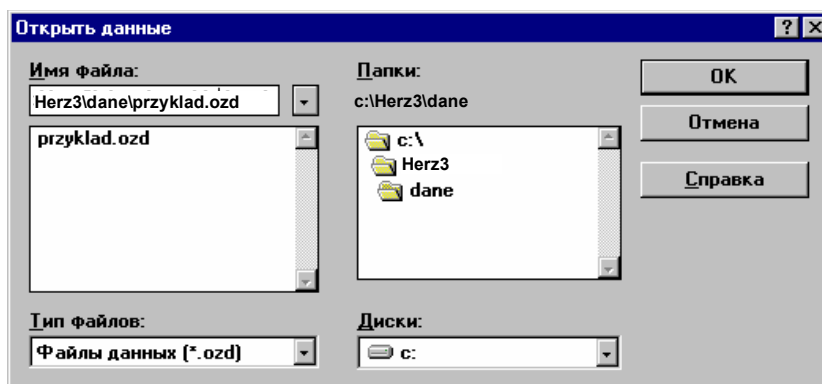 Открыть данные
Имя файла:
Herz3\dane\przyklad.ozd
przyklad.ozd
Тип файлов:
Файлы данных (*.ozd)
Папки:
c:\Herz3\dane
c:\
Herz3
dane
Диски:
c:
OK
Отмена
Справка